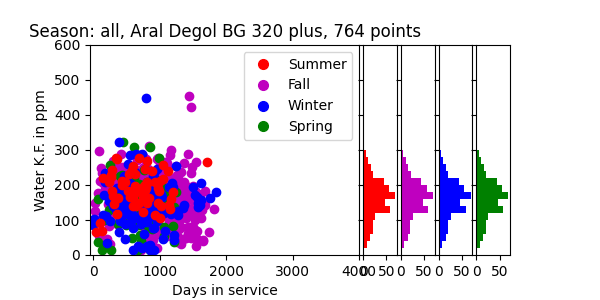 Season: all, Aral Degol BG 320 plus, 764 points
Water K.F. in ppm
600
500
400
300
200
100
0
Summer
Fall
Winter
Spring
0 1000 2000 3000 4000
0 50
0 50
0 50
0 50
Days in service